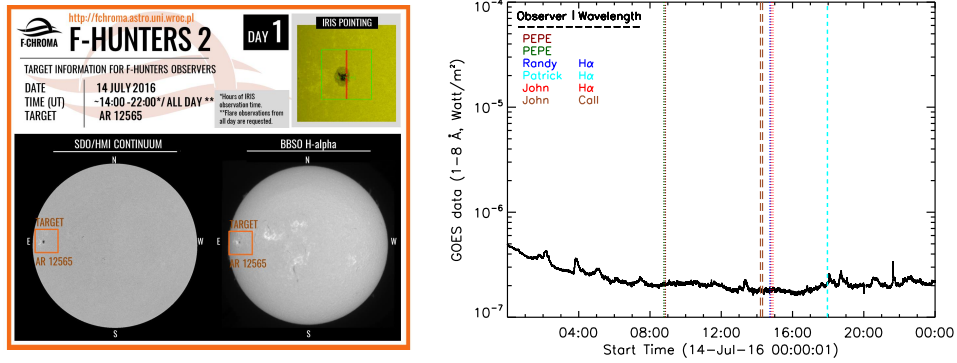 http://fchroma.astro.uni.wroc.pl
F-CHROMA
F-HUNTERS 2
DAY 1
IRIS POINTING
TARGET INFORMATION FOR F-HUNTERS OBSERVERS
DATE 14 JULY 2016
TIME (UT) ~14:00 -22:00*/ ALL DAY **
TARGET AR 12565
*Hours of IRIS
observation time.
**Flare observations from
all day are requested.
SDO/HMI CONTINUUM
BBSO H-alpha
N
N
TARGET
TARGET
E
W
E
W
AR 12565
AR 12565
S
S
GOES data (1-8 Å, Watt/m²)
10⁻⁴
10⁻⁵
10⁻⁶
10⁻⁷
Observer | Wavelength
PEPE
PEPE
Randy Hα
Patrick Hα
John Hα
John CaII
04:00 08:00 12:00 16:00 20:00 00:00
Start Time (14-Jul-16 00:00:01)